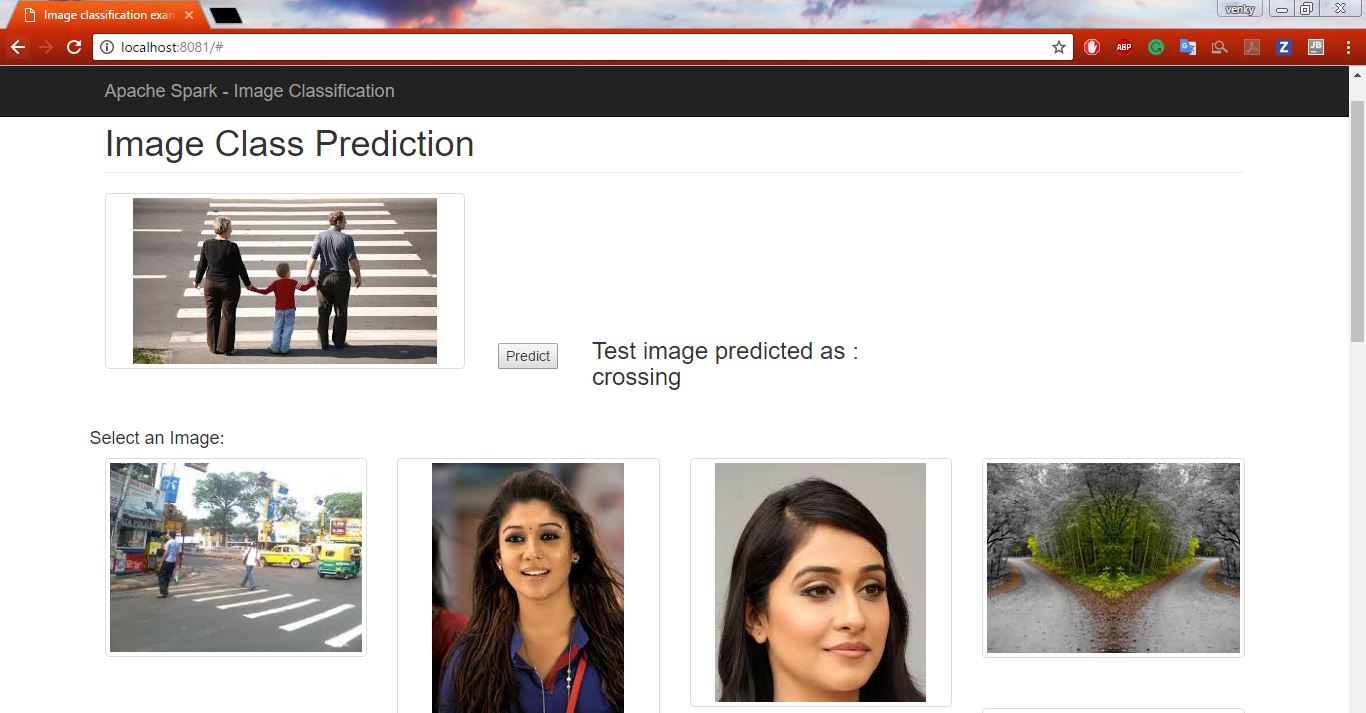 Image classification exam
venky
localhost:8081/#
ABP
Z
JB
Apache Spark - Image Classification
Image Class Prediction
Predict
Test image predicted as :
crossing
Select an Image: